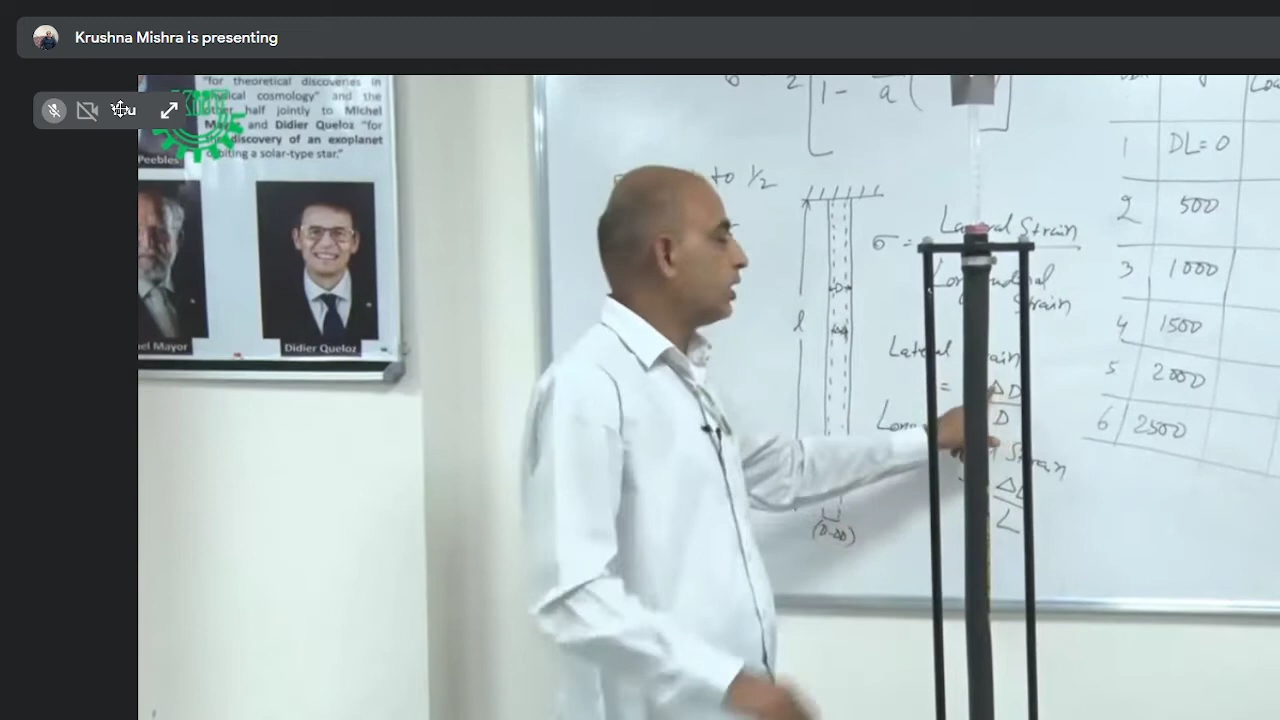 Krushna Mishra is presenting
"for theoretical discoveries in
physical cosmology" and the
other half jointly to Michel
Mayor and Didier Queloz "for
the discovery of an exoplanet
orbiting a solar-type star."
Peebles
Mayor
Didier Queloz
2
1 -
a
to 1/2
l
D
(D-ΔD)
σ =
Lateral Strain
Longitudinal
Strain
Lateral Strain
= ΔD
D
Strain
L
1 DL=0
2 500
3 1000
4 1500
5 2000
6 2500